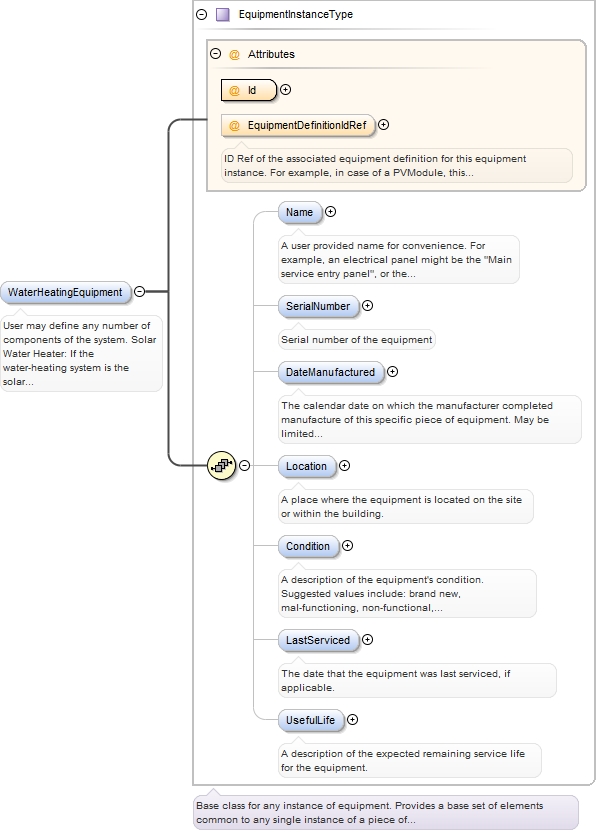 EquipmentInstanceType
@ Attributes
@ Id
@ EquipmentDefinitionIdRef
ID Ref of the associated equipment definition for this equipment
instance. For example, in case of a PVModule, this...
Name
A user provided name for convenience. For
example, an electrical panel might be the "Main
service entry panel", or the...
WaterHeatingEquipment
User may define any number of
components of the system. Solar
Water Heater: If the
water-heating system is the
solar...
SerialNumber
Serial number of the equipment
DateManufactured
The calendar date on which the manufacturer completed
manufacture of this specific piece of equipment. May be
limited...
Location
A place where the equipment is located on the site
or within the building.
Condition
A description of the equipment's condition.
Suggested values include: brand new,
mal-functioning, non-functional,...
LastServiced
The date that the equipment was last serviced, if
applicable.
UsefulLife
A description of the expected remaining service life
for the equipment.
Base class for any instance of equipment. Provides a base set of elements
common to any single instance of a piece of...